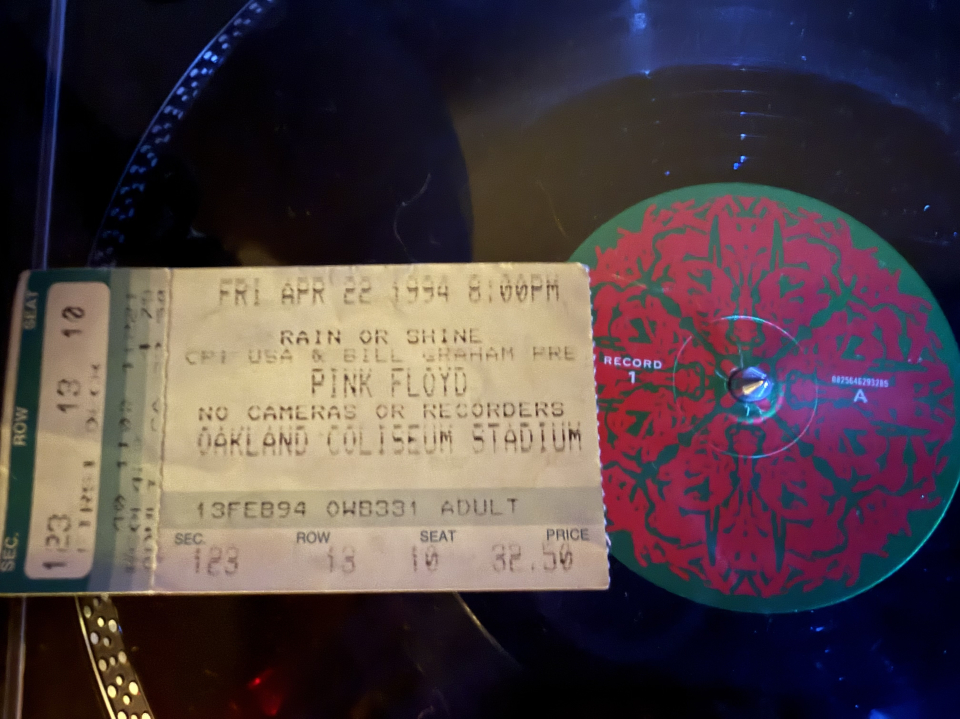 SEC. ROW SEAT
123 13 10
FRI APR 22 1994 8:00PM
RAIN OR SHINE
CPI USA & BILL GRAHAM PRE
PINK FLOYD
NO CAMERAS OR RECORDERS
OAKLAND COLISEUM STADIUM
13FEB94 OWB331 ADULT
SEC. ROW SEAT PRICE
123 13 10 32.50
RECORD
1
0825646293285
A